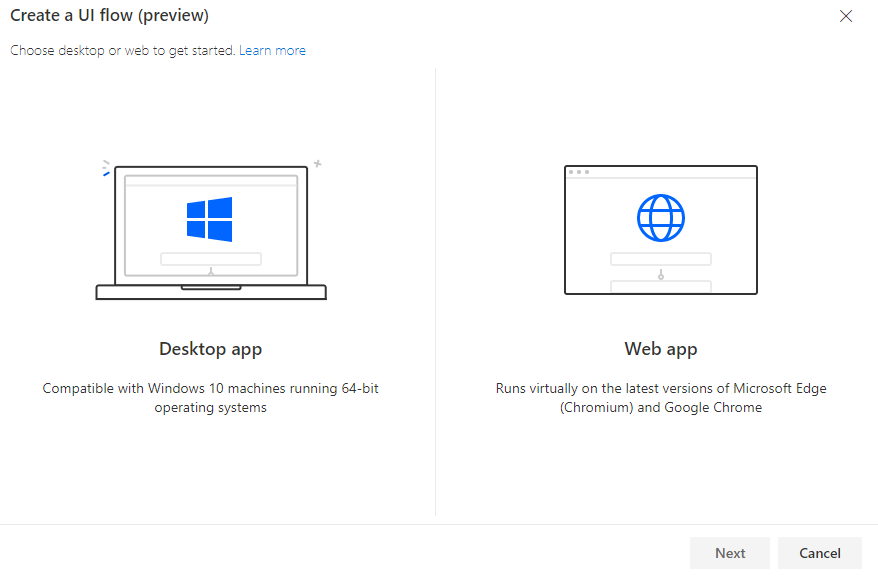 Create a UI flow (preview)
Choose desktop or web to get started. Learn more
Desktop app
Compatible with Windows 10 machines running 64-bit
operating systems
Web app
Runs virtually on the latest versions of Microsoft Edge
(Chromium) and Google Chrome
Next
Cancel